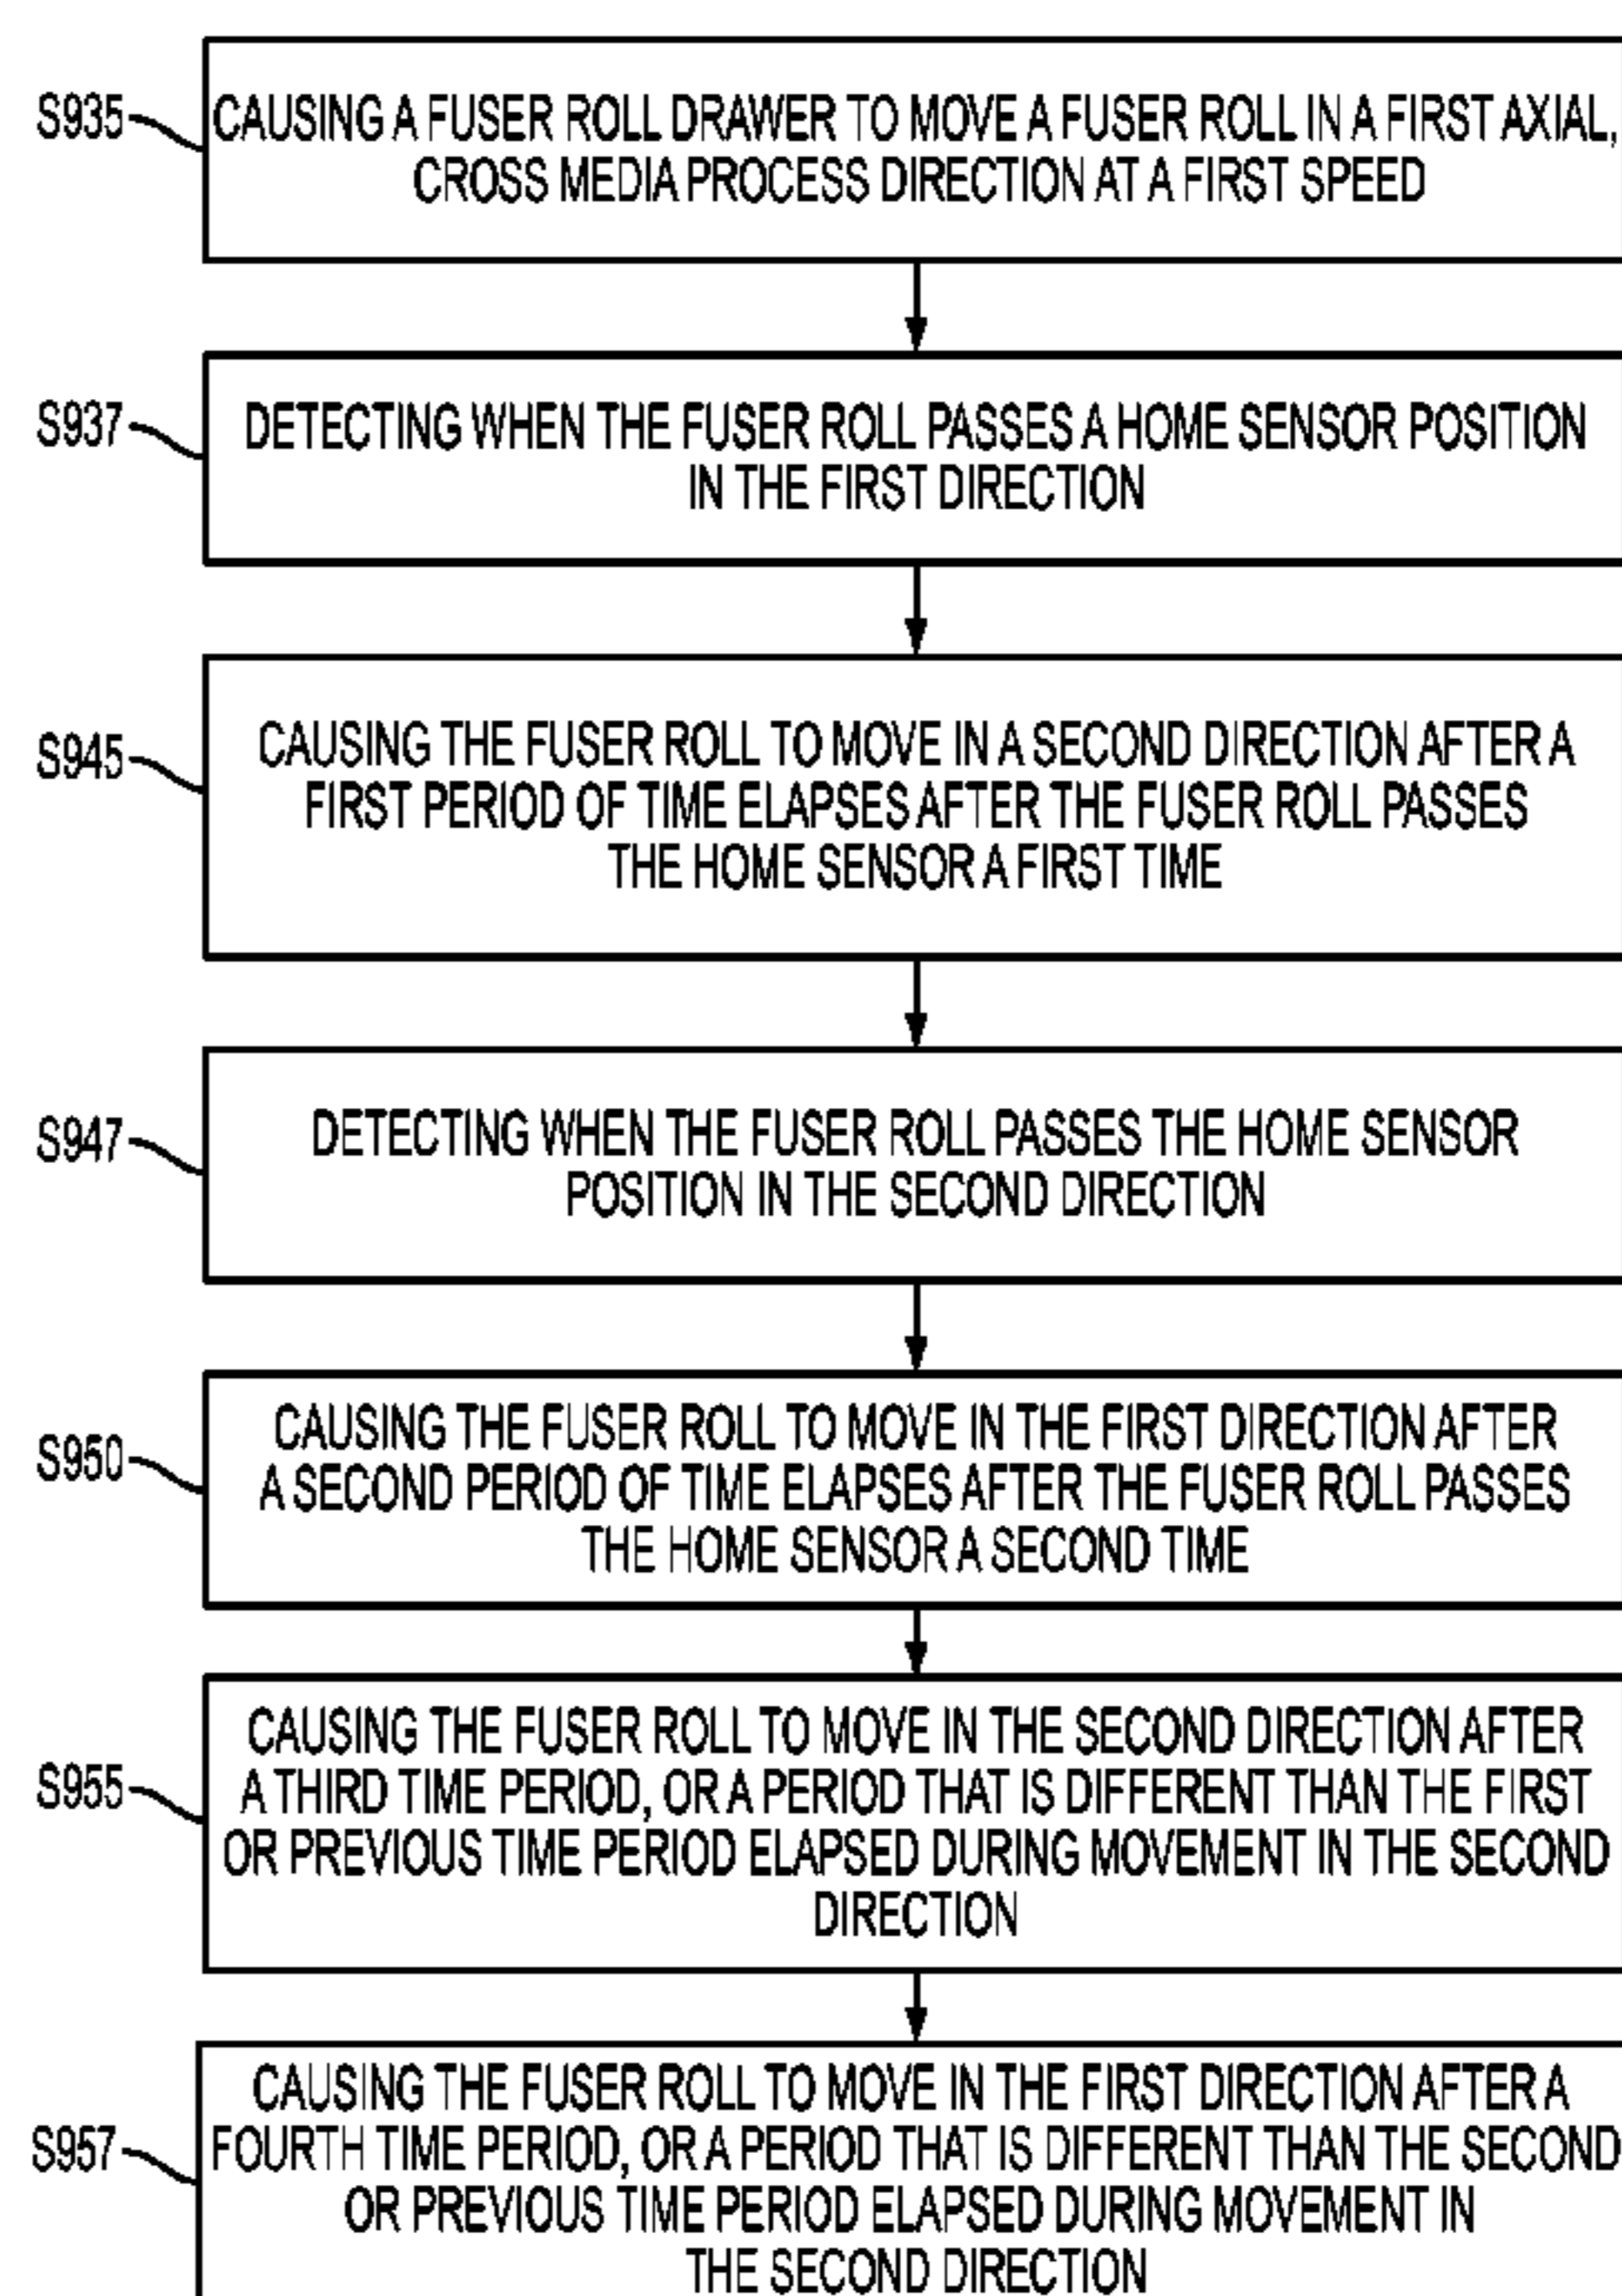 S935
CAUSING A FUSER ROLL DRAWER TO MOVE A FUSER ROLL IN A FIRST AXIAL,
CROSS MEDIA PROCESS DIRECTION AT A FIRST SPEED
S937
DETECTING WHEN THE FUSER ROLL PASSES A HOME SENSOR POSITION
IN THE FIRST DIRECTION
S945
CAUSING THE FUSER ROLL TO MOVE IN A SECOND DIRECTION AFTER A
FIRST PERIOD OF TIME ELAPSES AFTER THE FUSER ROLL PASSES
THE HOME SENSOR A FIRST TIME
S947
DETECTING WHEN THE FUSER ROLL PASSES THE HOME SENSOR
POSITION IN THE SECOND DIRECTION
S950
CAUSING THE FUSER ROLL TO MOVE IN THE FIRST DIRECTION AFTER
A SECOND PERIOD OF TIME ELAPSES AFTER THE FUSER ROLL PASSES
THE HOME SENSOR A SECOND TIME
S955
CAUSING THE FUSER ROLL TO MOVE IN THE SECOND DIRECTION AFTER
A THIRD TIME PERIOD, OR A PERIOD THAT IS DIFFERENT THAN THE FIRST
OR PREVIOUS TIME PERIOD ELAPSED DURING MOVEMENT IN THE SECOND
DIRECTION
S957
CAUSING THE FUSER ROLL TO MOVE IN THE FIRST DIRECTION AFTER A
FOURTH TIME PERIOD, OR A PERIOD THAT IS DIFFERENT THAN THE SECOND
OR PREVIOUS TIME PERIOD ELAPSED DURING MOVEMENT IN
THE SECOND DIRECTION